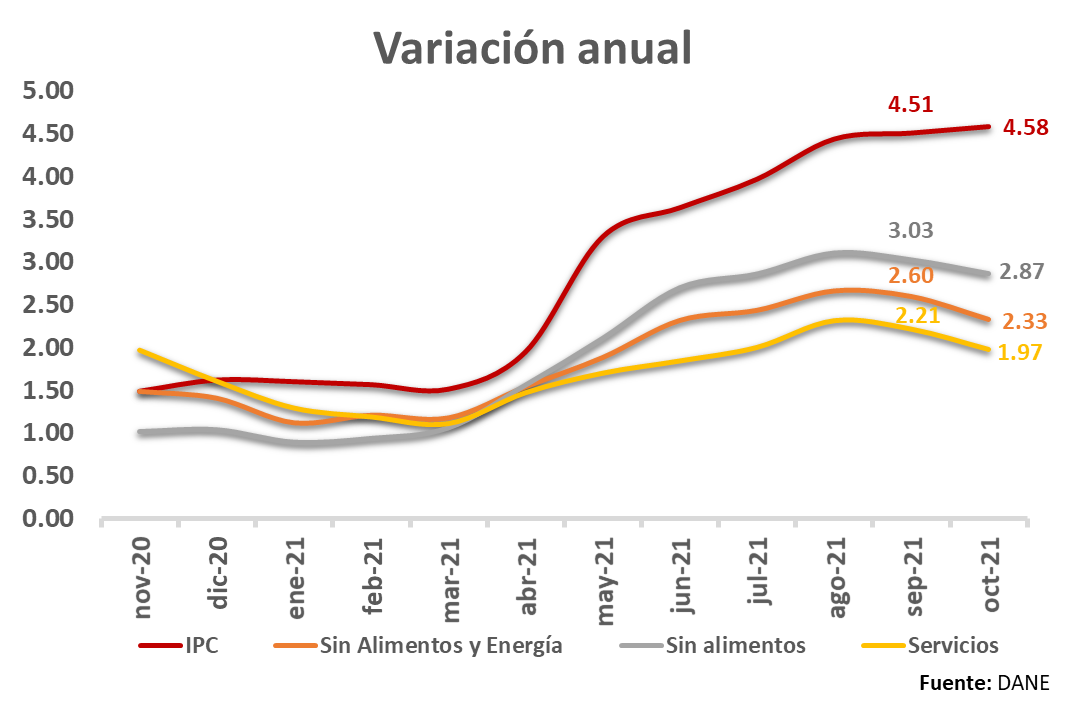 Variación anual
5.00
4.50
4.00
3.50
3.00
2.50
2.00
1.50
1.00
0.50
0.00
4.51
4.58
3.03
2.87
2.60
2.33
2.21
1.97
nov-20
dic-20
ene-21
feb-21
mar-21
abr-21
may-21
jun-21
jul-21
ago-21
sep-21
oct-21
IPC
Sin Alimentos y Energía
Sin alimentos
Servicios
Fuente: DANE